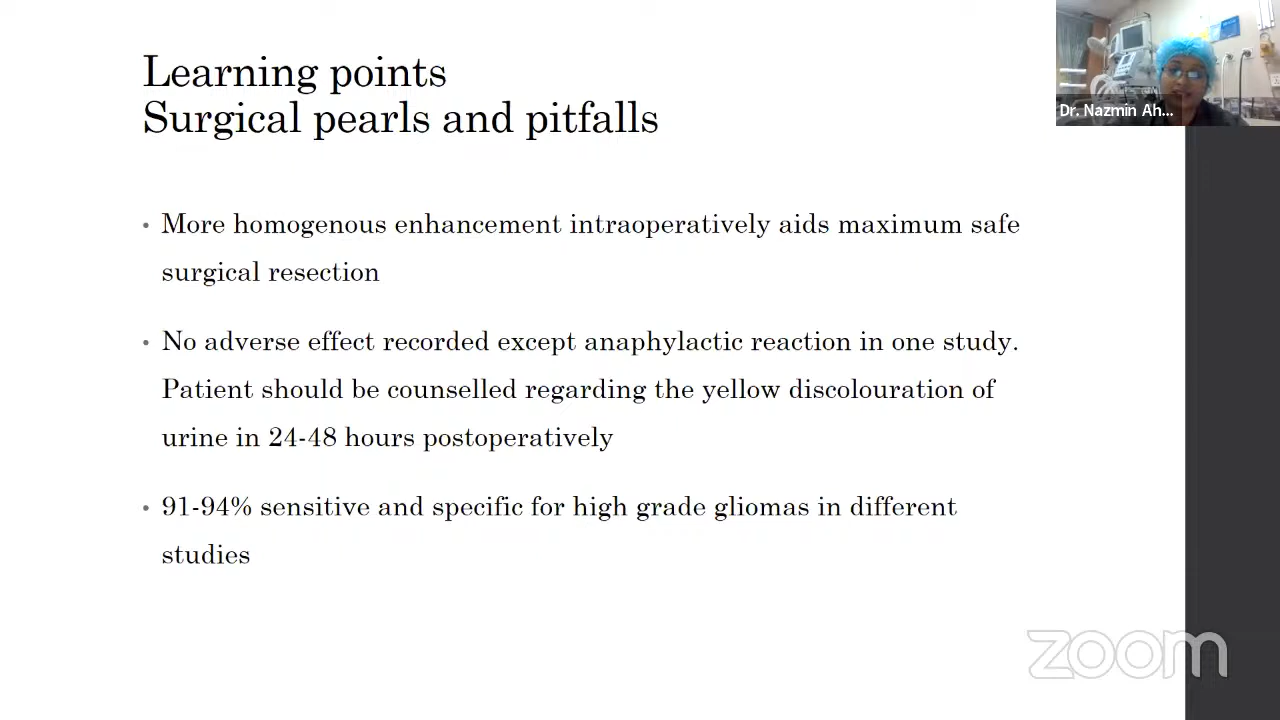 Learning points
Surgical pearls and pitfalls
Dr. Nazmin Ah...
• More homogenous enhancement intraoperatively aids maximum safe
surgical resection
• No adverse effect recorded except anaphylactic reaction in one study.
Patient should be counselled regarding the yellow discolouration of
urine in 24-48 hours postoperatively
• 91-94% sensitive and specific for high grade gliomas in different
studies
zoom